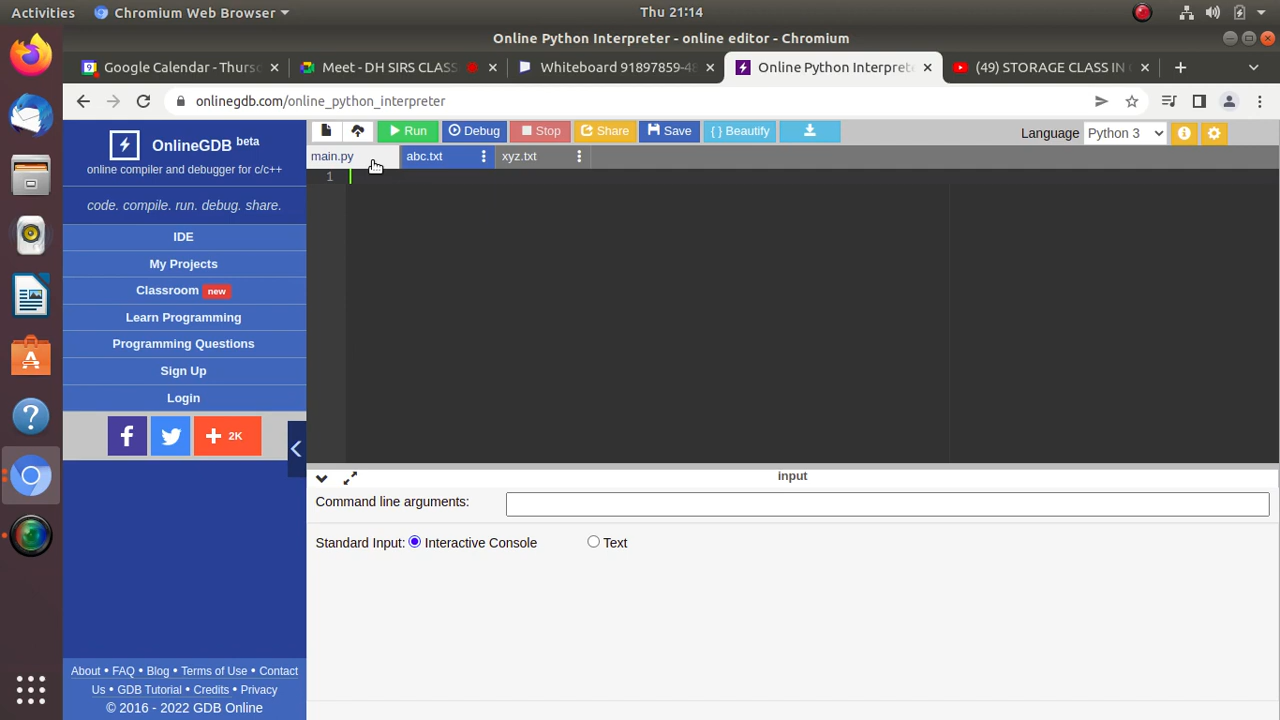 Activities
Chromium Web Browser
Thu 21:14
Online Python Interpreter - online editor - Chromium
Google Calendar - Thurs
Meet - DH SIRS CLASS
Whiteboard 91897859-48
Online Python Interprete
(49) STORAGE CLASS IN
onlinegdb.com/online_python_interpreter
OnlineGDB beta
online compiler and debugger for c/c++
code. compile. run. debug. share.
IDE
My Projects
Classroom new
Learn Programming
Programming Questions
Sign Up
Login
2K
About • FAQ • Blog • Terms of Use • Contact
Us • GDB Tutorial • Credits • Privacy
© 2016 - 2022 GDB Online
Run
Debug
Stop
Share
Save
{ } Beautify
Language
Python 3
main.py
abc.txt
xyz.txt
1
input
Command line arguments:
Standard Input: Interactive Console Text